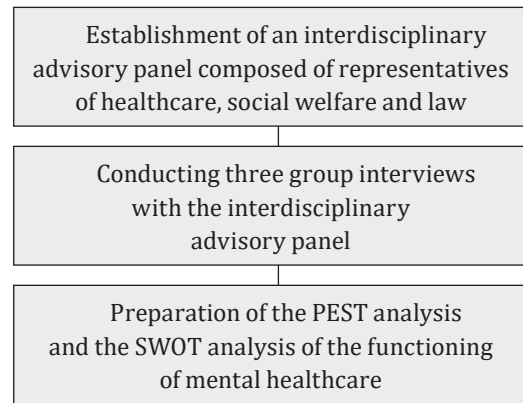 Establishment of an interdisciplinary
advisory panel composed of representatives
of healthcare, social welfare and law
Conducting three group interviews
with the interdisciplinary
advisory panel
Preparation of the PEST analysis
and the SWOT analysis of the functioning
of mental healthcare